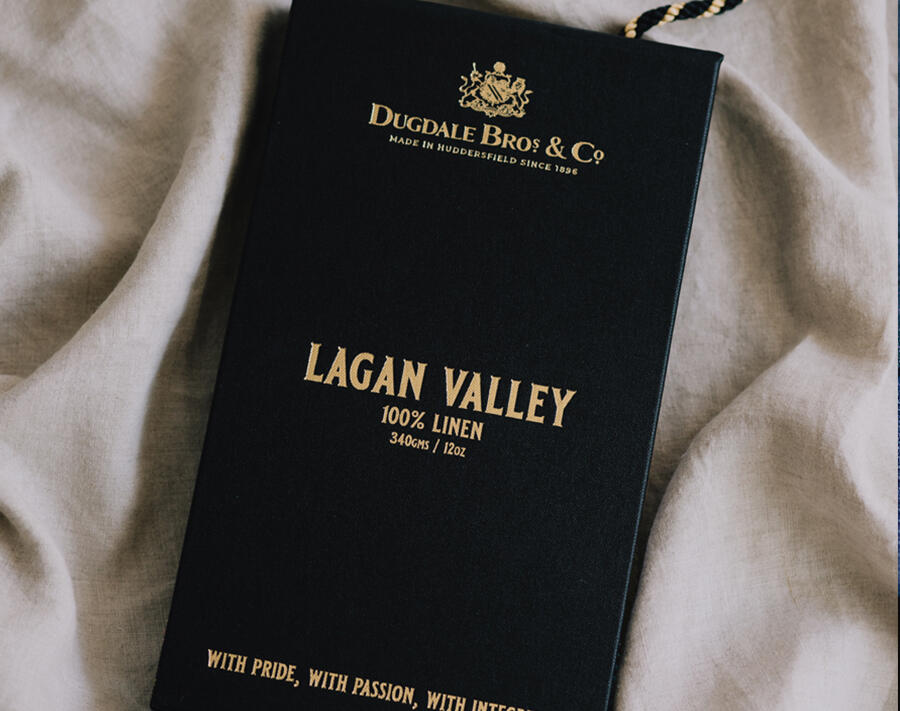 DUGDALE BROS & CO
MADE IN HUDDERSFIELD SINCE 1896
LAGAN VALLEY
100% LINEN
340GMS / 12OZ
WITH PRIDE, WITH PASSION, WITH